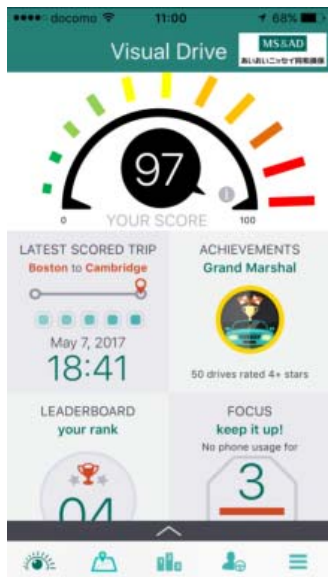 docomo 11:00 68%
Visual Drive
MS&AD
あいおいニッセイ同和損保
97
0 YOUR SCORE 100
LATEST SCORED TRIP
Boston to Cambridge
May 7, 2017
18:41
ACHIEVEMENTS
Grand Marshal
50 drives rated 4+ stars
LEADERBOARD
your rank
04
FOCUS
keep it up!
No phone usage for
3